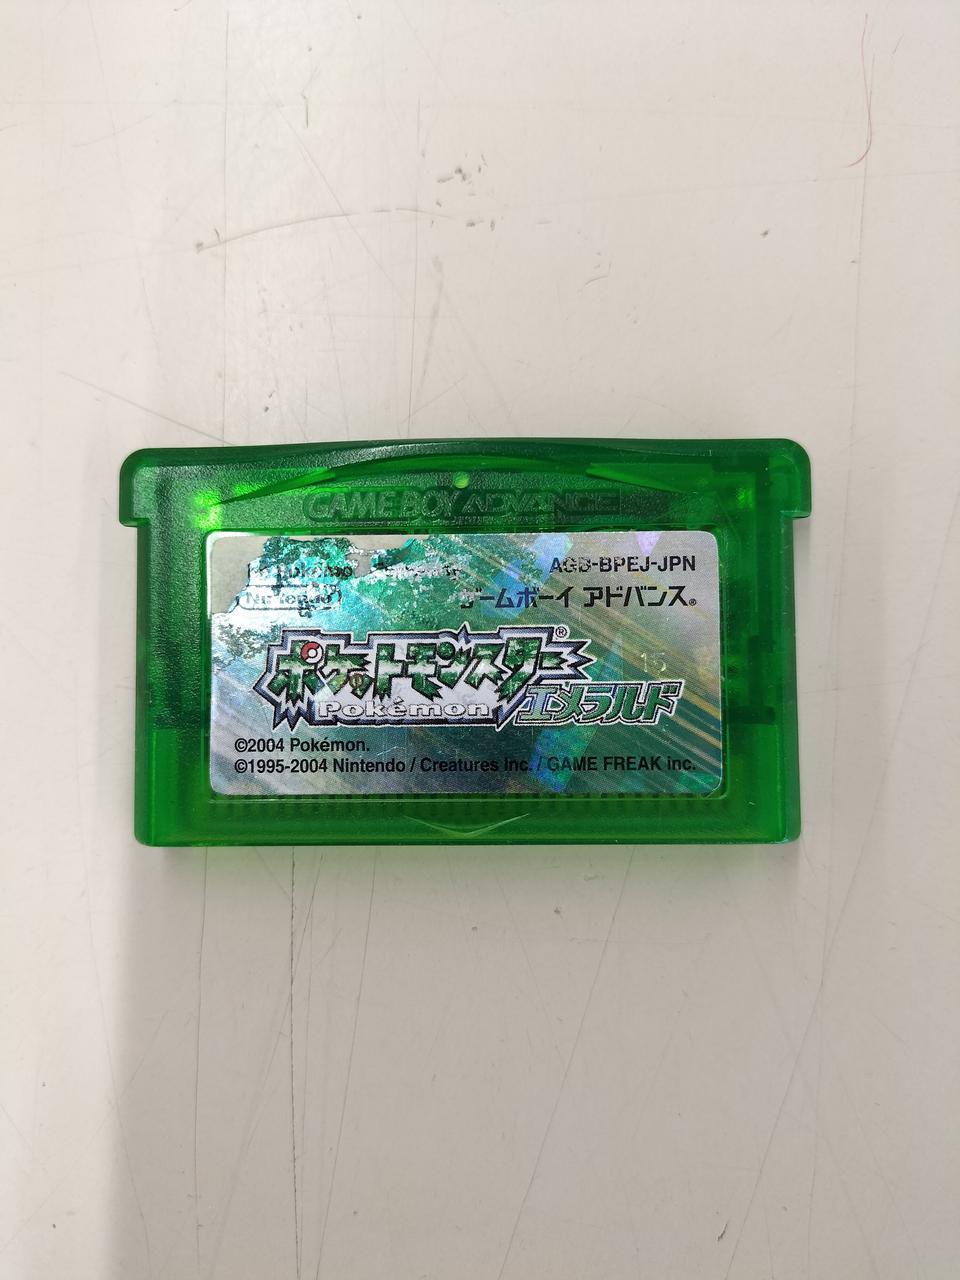 GAME BOY ADVANCE
AGB-BPEJ-JPN
Nintendo
ゲームボーイ アドバンス®
ポケットモンスター®
Pokémon
エメラルド
15
©2004 Pokémon.
©1995-2004 Nintendo / Creatures Inc. / GAME FREAK inc.